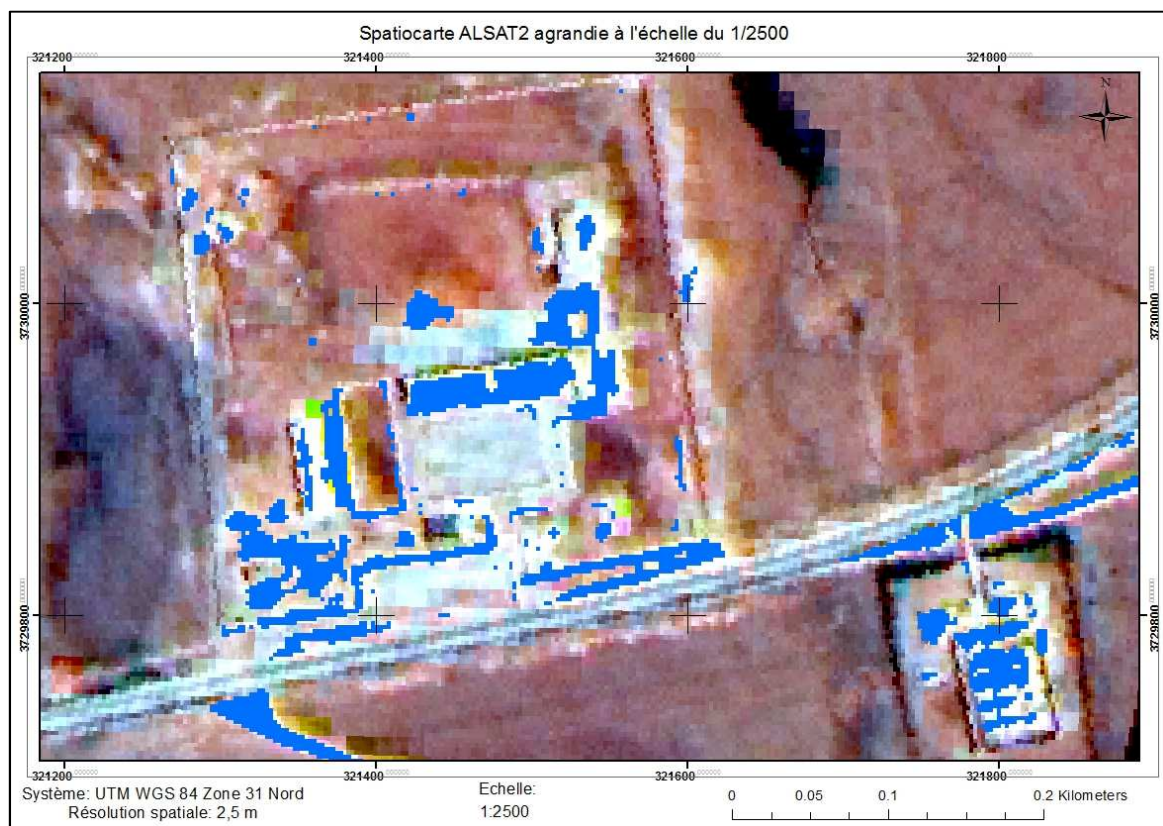 Spatiocarte ALSAT2 agrandie à l'échelle du 1/2500
321200 321400 321600 321800
N
3730000 3730000
3729800 3729800
321200 321400 321600 321800
Système: UTM WGS 84 Zone 31 Nord
Résolution spatiale: 2,5 m
Echelle:
1:2500
0 0.05 0.1 0.2 Kilometers